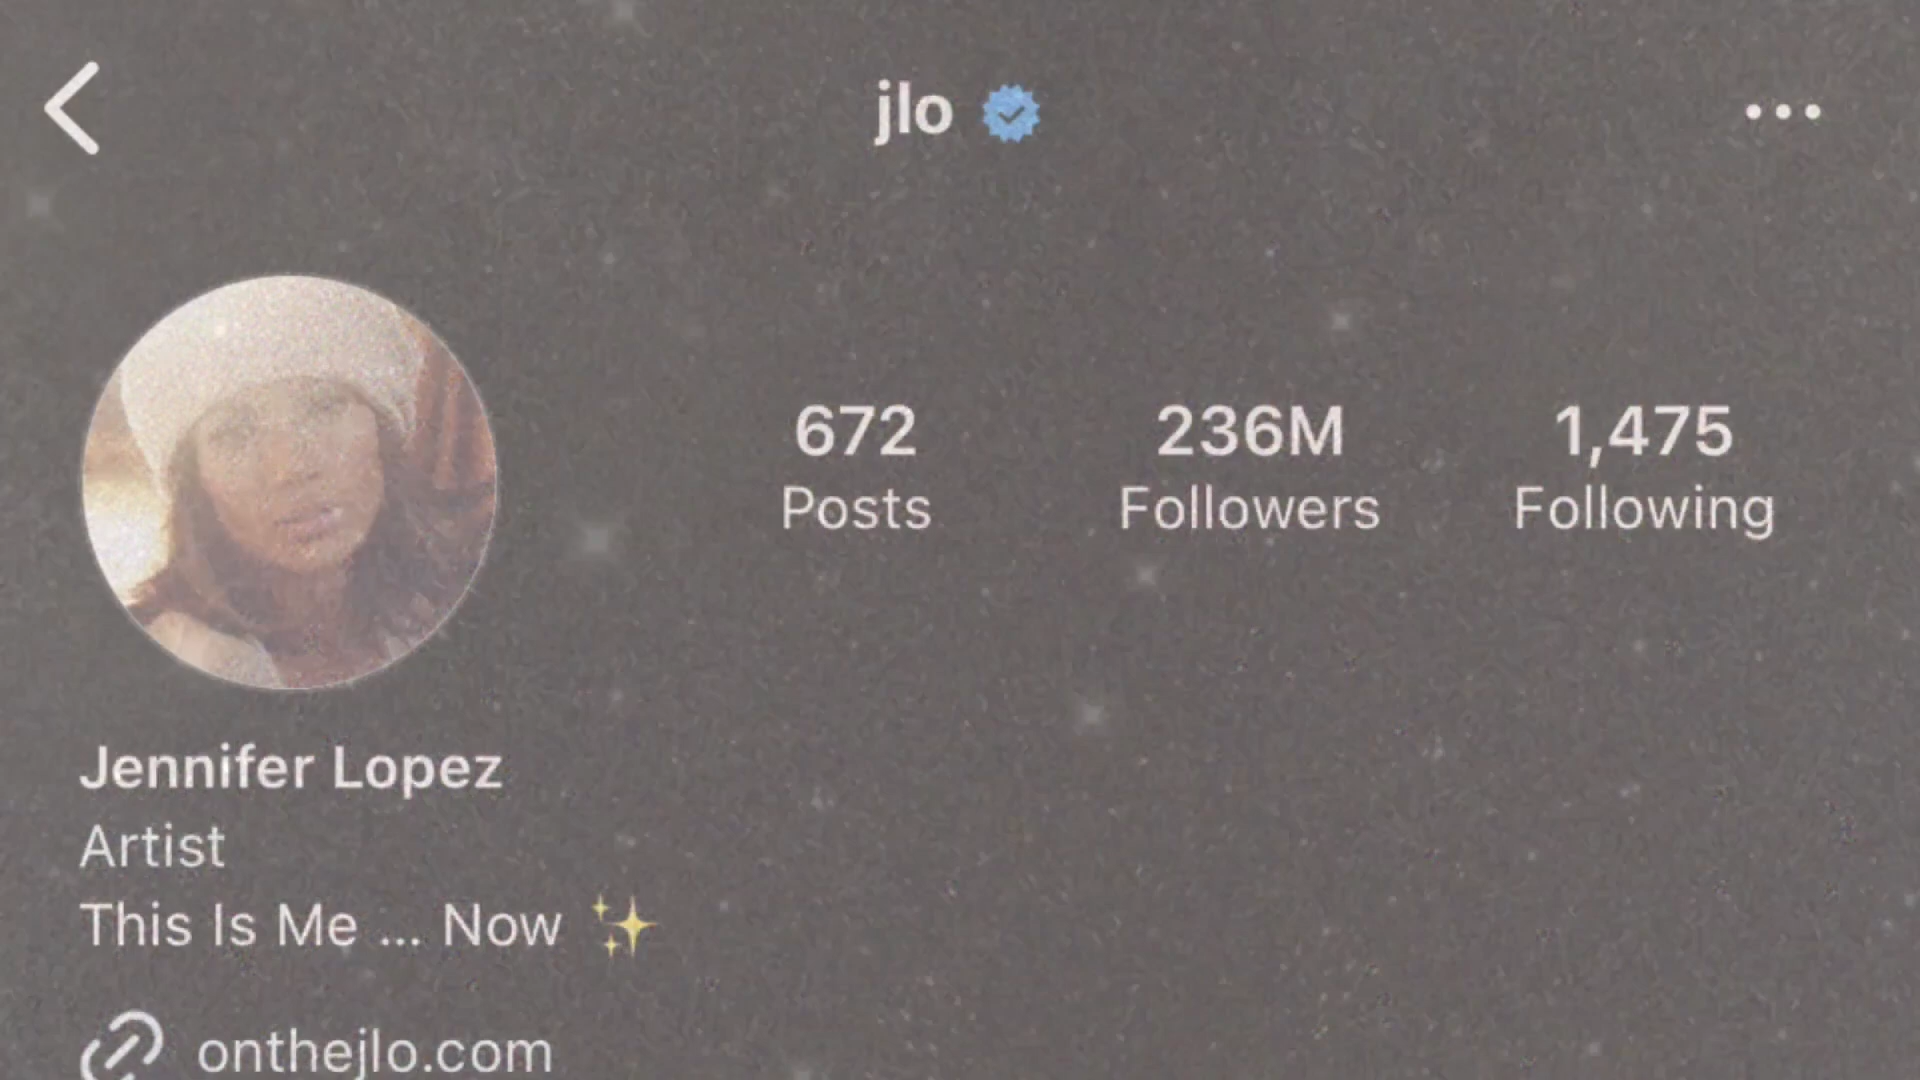 jlo
672 236M 1,475
Posts Followers Following
Jennifer Lopez
Artist
This Is Me ... Now ✨
onthejlo.com